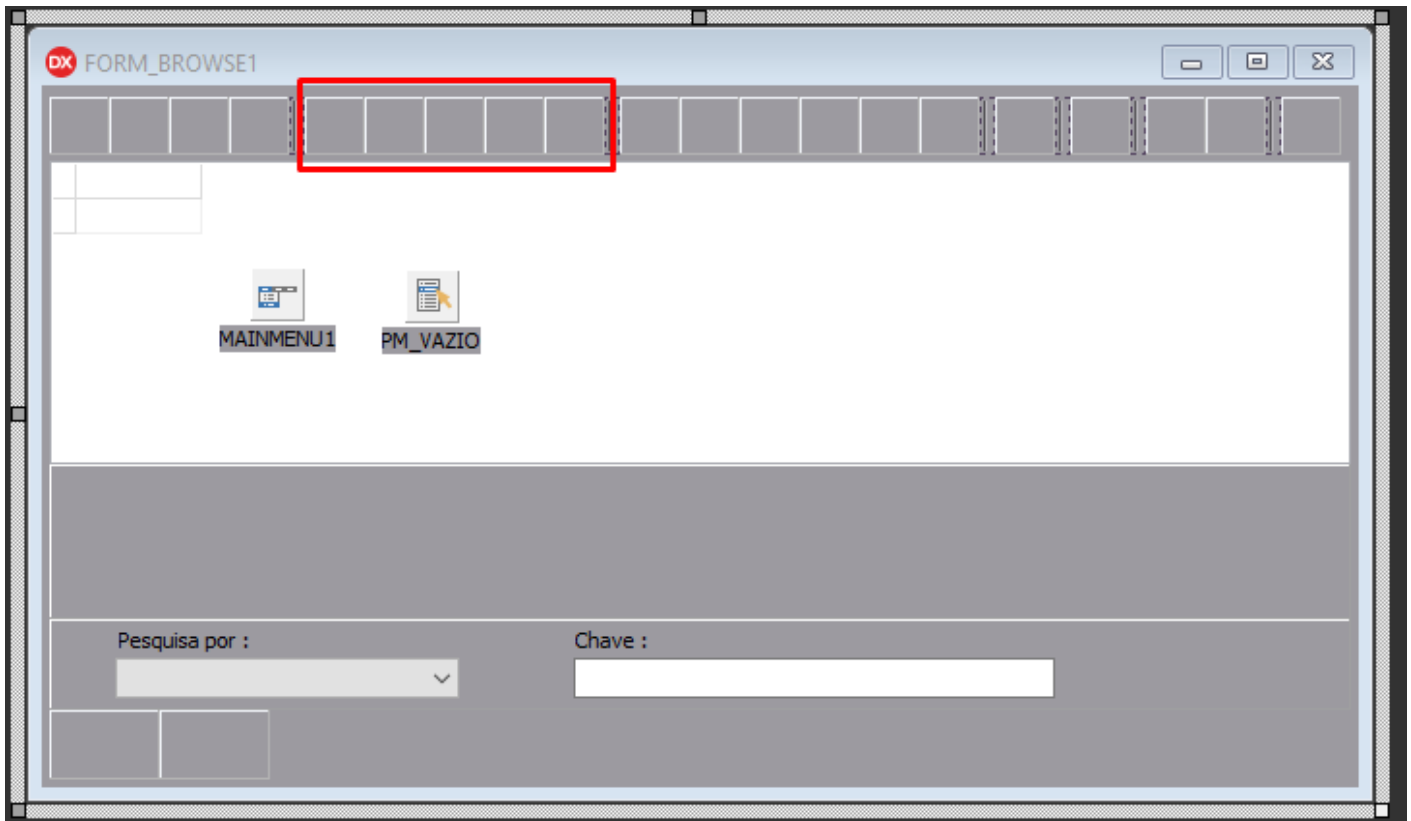 DX FORM_BROWSE1
MAINMENU1 PM_VAZIO
Pesquisa por : Chave :